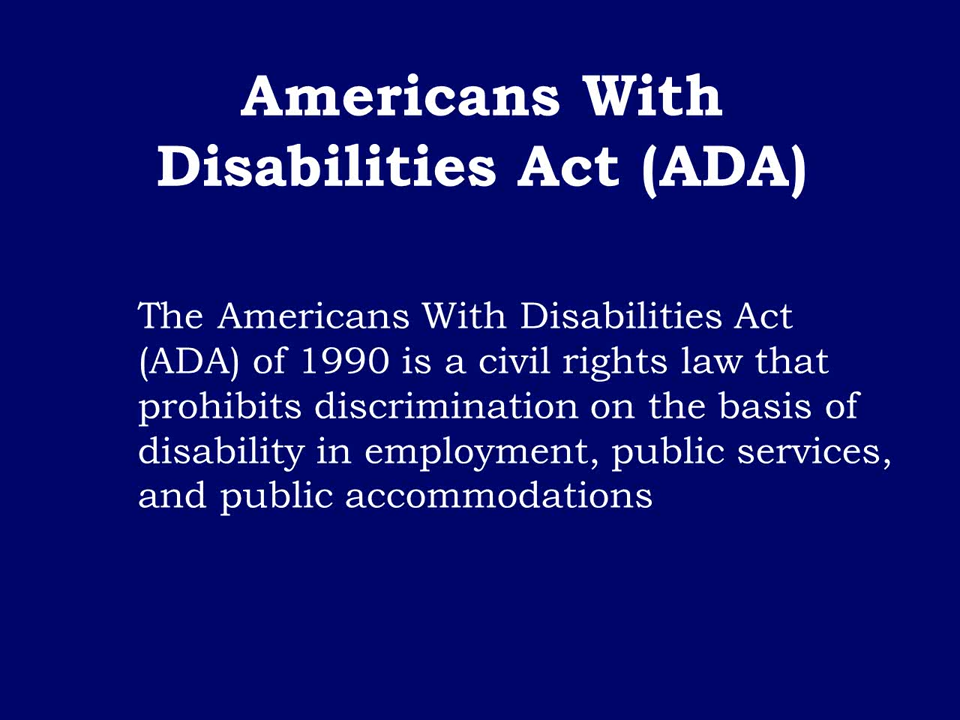 Americans With
Disabilities Act (ADA)
The Americans With Disabilities Act
(ADA) of 1990 is a civil rights law that
prohibits discrimination on the basis of
disability in employment, public services,
and public accommodations